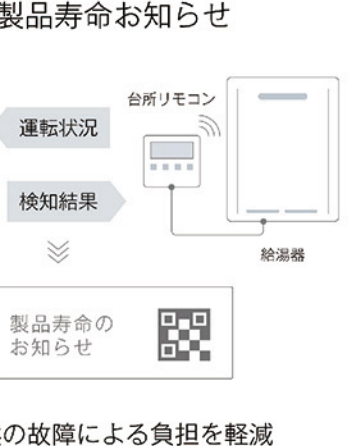 製品寿命お知らせ
台所リモコン
運転状況
検知結果
給湯器
製品寿命の
お知らせ
の故障による負担を軽減